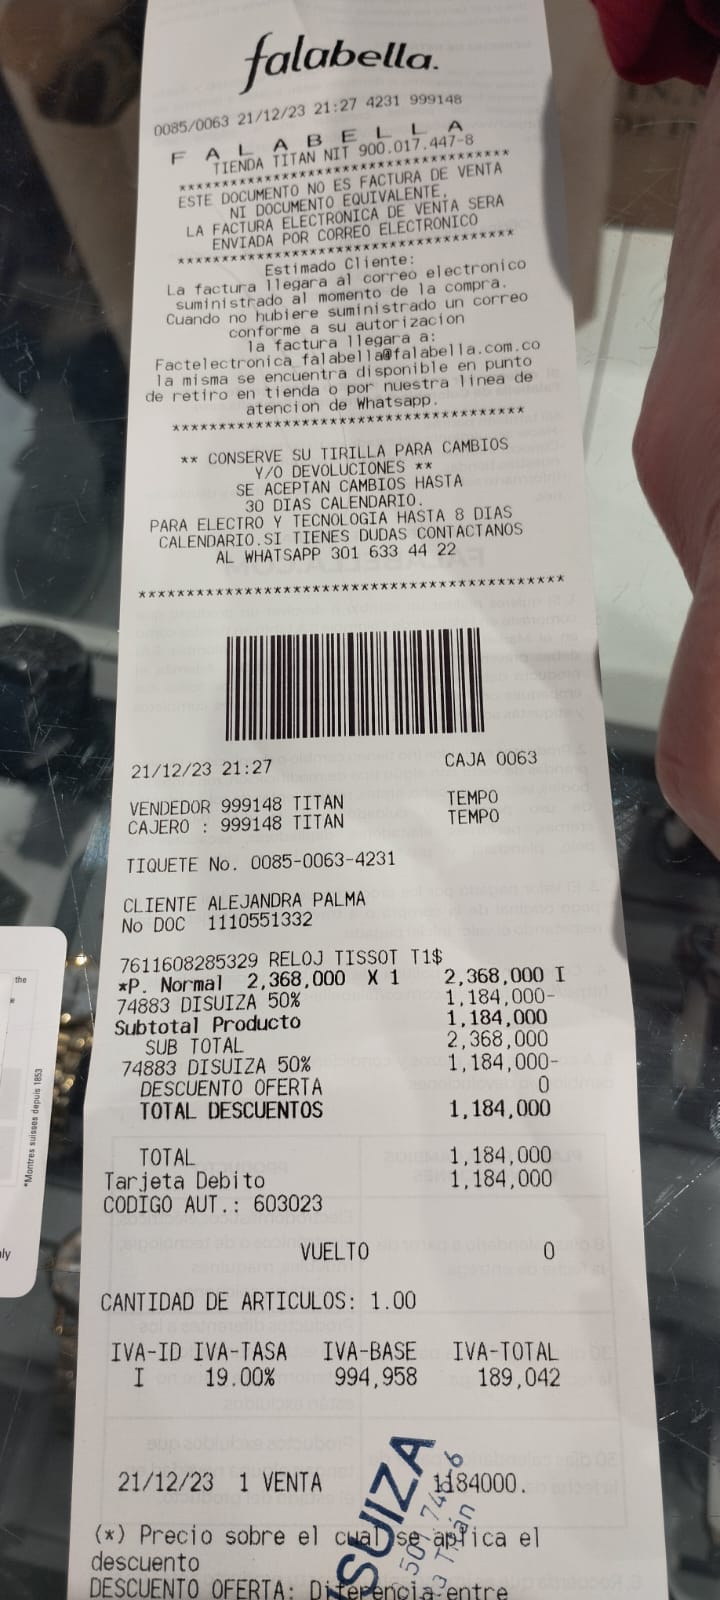 falabella.
0085/0063 21/12/23 21:27 4231 999148
F A L A B E L L A
TIENDA TITAN NIT 900.017.447-8
****************************************
ESTE DOCUMENTO NO ES FACTURA DE VENTA
NI DOCUMENTO EQUIVALENTE,
LA FACTURA ELECTRONICA DE VENTA SERA
ENVIADA POR CORREO ELECTRONICO
****************************************
Estimado Cliente:
La factura llegara al correo electronico
suministrado al momento de la compra.
Cuando no hubiere suministrado un correo
conforme a su autorizacion
la factura llegara a:
Factelectronica_falabella@falabella.com.co
la misma se encuentra disponible en punto
de retiro en tienda o por nuestra linea de
atencion de Whatsapp.
****************************************
** CONSERVE SU TIRILLA PARA CAMBIOS
Y/O DEVOLUCIONES **
SE ACEPTAN CAMBIOS HASTA
30 DIAS CALENDARIO.
PARA ELECTRO Y TECNOLOGIA HASTA 8 DIAS
CALENDARIO.SI TIENES DUDAS CONTACTANOS
AL WHATSAPP 301 633 44 22
************************************************
21/12/23 21:27 CAJA 0063
VENDEDOR 999148 TITAN TEMPO
CAJERO : 999148 TITAN TEMPO
TIQUETE No. 0085-0063-4231
CLIENTE ALEJANDRA PALMA
No DOC 1110551332
7611608285329 RELOJ TISSOT T1$
*P. Normal 2,368,000 X 1 2,368,000 I
74883 DISUIZA 50% 1,184,000-
Subtotal Producto 1,184,000
SUB TOTAL 2,368,000
74883 DISUIZA 50% 1,184,000-
DESCUENTO OFERTA 0
TOTAL DESCUENTOS 1,184,000
TOTAL 1,184,000
Tarjeta Debito 1,184,000
CODIGO AUT.: 603023
VUELTO 0
CANTIDAD DE ARTICULOS: 1.00
IVA-ID IVA-TASA IVA-BASE IVA-TOTAL
I 19.00% 994,958 189,042
21/12/23 1 VENTA 1184000.
(*) Precio sobre el cual se aplica el
descuento
DESCUENTO OFERTA: Diferencia entre
SUIZA
Titán
the
*Montres suisses depuis 1853